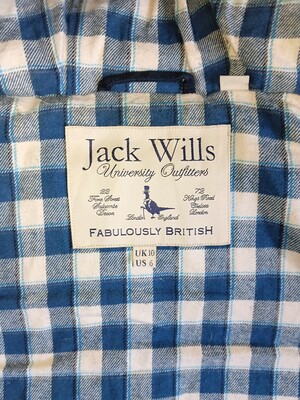 Jack Wills
University Outfitters
22 72
Fore Street Kings Road
Salcombe Chelsea
Devon London
London England
FABULOUSLY BRITISH
UK 10
US 6